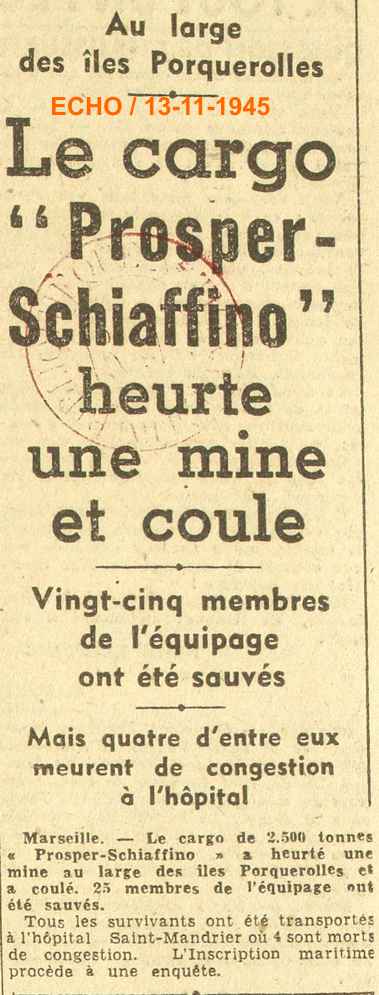 Au large
des îles Porquerolles
ECHO / 13-11-1945
Le cargo
“ Prosper-
Schiaffino ”
heurte
une mine
et coule
Vingt-cinq membres
de l'équipage
ont été sauvés
Mais quatre d'entre eux
meurent de congestion
à l'hôpital
Marseille. — Le cargo de 2.500 tonnes
« Prosper-Schiaffino » a heurté une
mine au large des îles Porquerolles et
a coulé. 25 membres de l'équipage ont
été sauvés.
Tous les survivants ont été transportés
à l'hôpital Saint-Mandrier où 4 sont morts
de congestion. L'Inscription maritime
procède à une enquête.